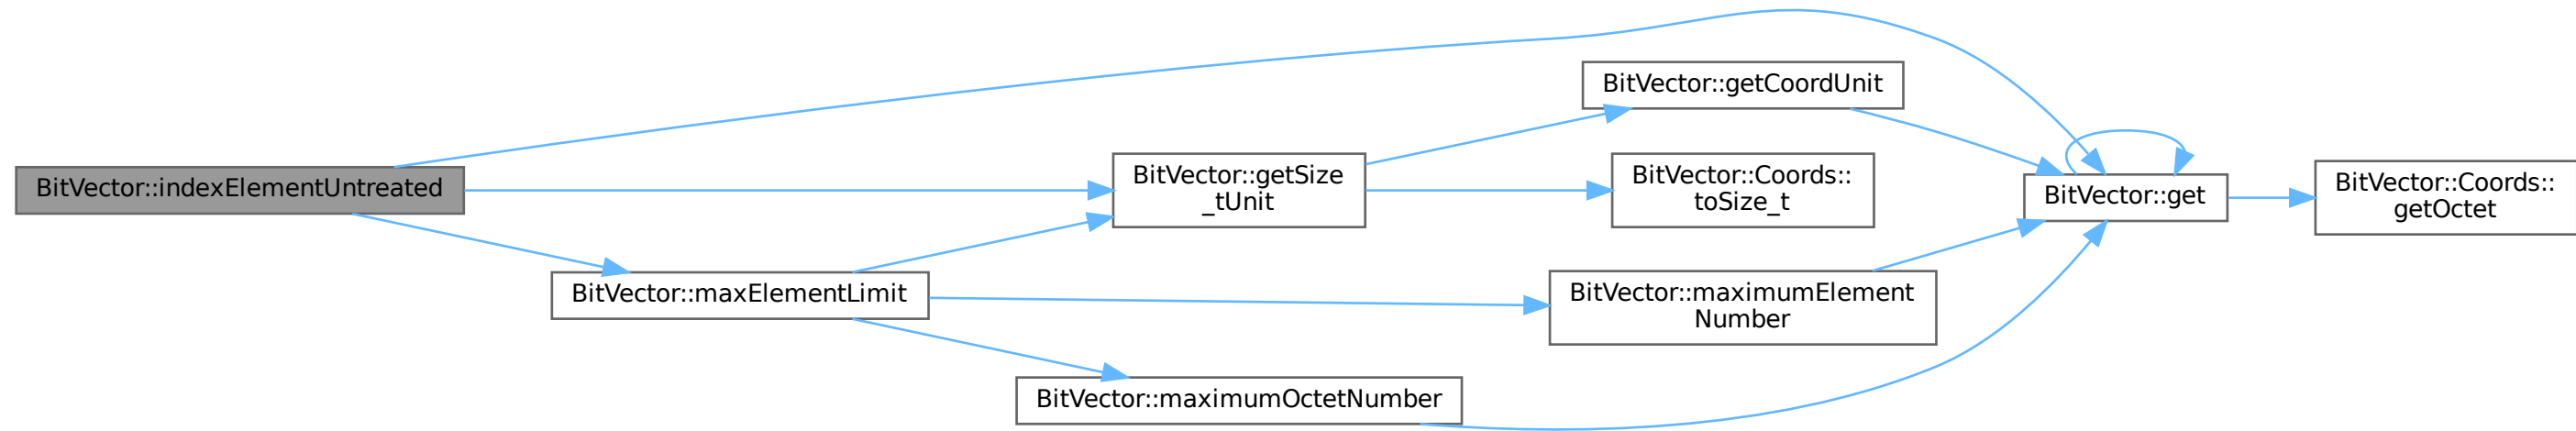 BitVector::indexElementUntreated
BitVector::maxElementLimit
BitVector::getSize
_tUnit
BitVector::maximumOctetNumber
BitVector::getCoordUnit
BitVector::Coords::
toSize_t
BitVector::maximumElement
Number
BitVector::get
BitVector::Coords::
getOctet